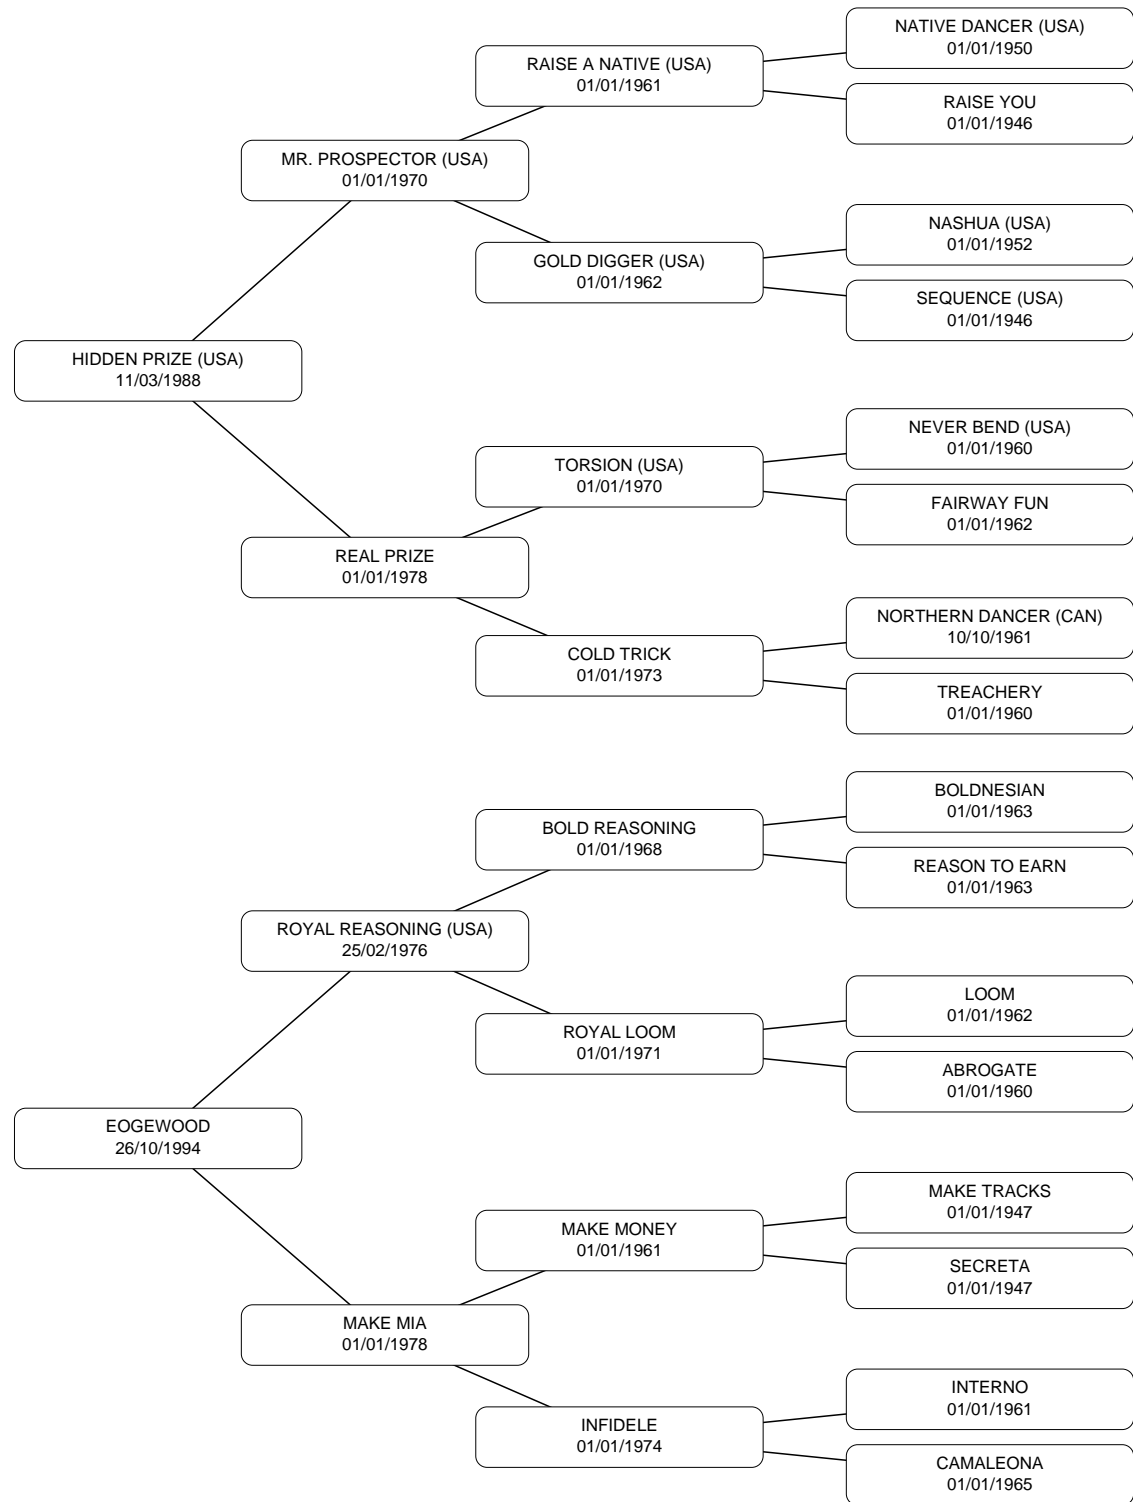 NATIVE DANCER (USA)
01/01/1950
RAISE A NATIVE (USA)
01/01/1961
RAISE YOU
01/01/1946
MR. PROSPECTOR (USA)
01/01/1970
NASHUA (USA)
01/01/1952
GOLD DIGGER (USA)
01/01/1962
SEQUENCE (USA)
01/01/1946
HIDDEN PRIZE (USA)
11/03/1988
NEVER BEND (USA)
01/01/1960
TORSION (USA)
01/01/1970
FAIRWAY FUN
01/01/1962
REAL PRIZE
01/01/1978
NORTHERN DANCER (CAN)
10/10/1961
COLD TRICK
01/01/1973
TREACHERY
01/01/1960
BOLDNESIAN
01/01/1963
BOLD REASONING
01/01/1968
REASON TO EARN
01/01/1963
ROYAL REASONING (USA)
25/02/1976
LOOM
01/01/1962
ROYAL LOOM
01/01/1971
ABROGATE
01/01/1960
EOGEWOOD
26/10/1994
MAKE TRACKS
01/01/1947
MAKE MONEY
01/01/1961
SECRETA
01/01/1947
MAKE MIA
01/01/1978
INTERNO
01/01/1961
INFIDELE
01/01/1974
CAMALEONA
01/01/1965